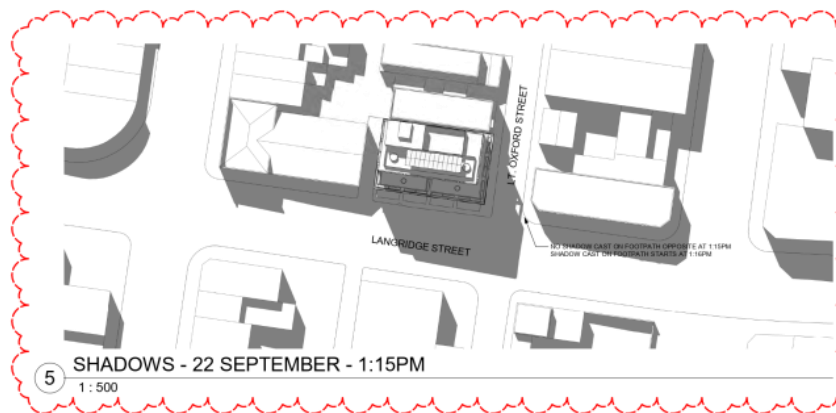 LT. OXFORD STREET
LANGRIDGE STREET
NO SHADOW CAST ON FOOTPATH OPPOSITE AT 1:15PM
SHADOW CAST ON FOOTPATH STARTS AT 1:16PM
5
SHADOWS - 22 SEPTEMBER - 1:15PM
1 : 500